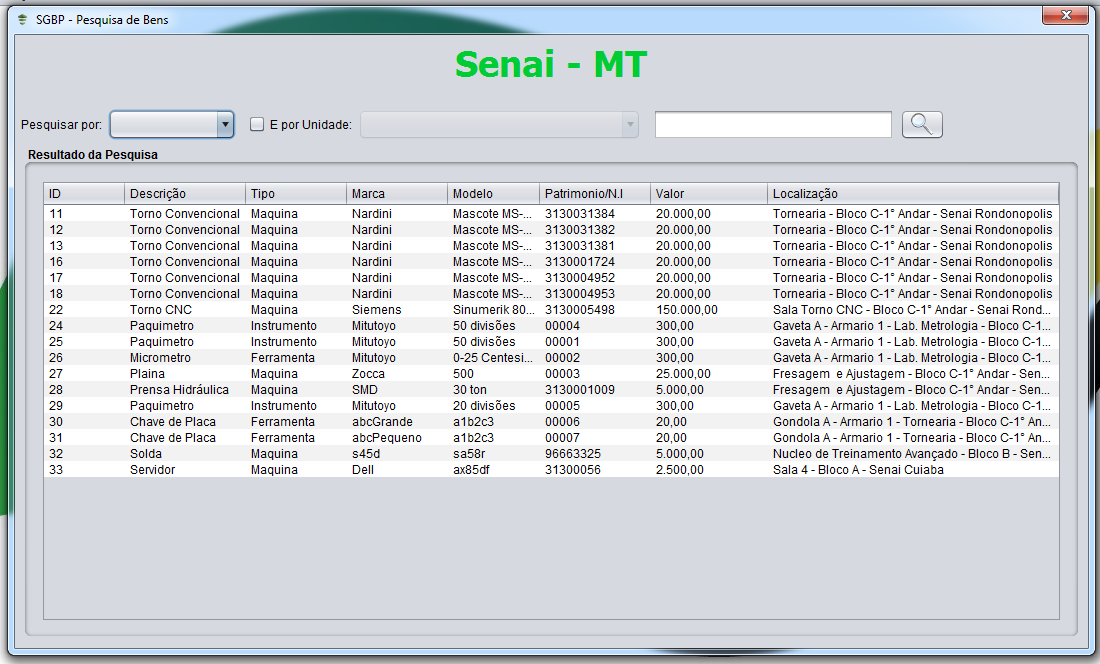 SGBP - Pesquisa de Bens
Senai - MT
Pesquisar por: E por Unidade:
Resultado da Pesquisa
ID Descrição Tipo Marca Modelo Patrimonio/N.I Valor Localização
11 Torno Convencional Maquina Nardini Mascote MS-... 3130031384 20.000,00 Tornearia - Bloco C-1° Andar - Senai Rondonopolis
12 Torno Convencional Maquina Nardini Mascote MS-... 3130031382 20.000,00 Tornearia - Bloco C-1° Andar - Senai Rondonopolis
13 Torno Convencional Maquina Nardini Mascote MS-... 3130031381 20.000,00 Tornearia - Bloco C-1° Andar - Senai Rondonopolis
16 Torno Convencional Maquina Nardini Mascote MS-... 3130001724 20.000,00 Tornearia - Bloco C-1° Andar - Senai Rondonopolis
17 Torno Convencional Maquina Nardini Mascote MS-... 3130004952 20.000,00 Tornearia - Bloco C-1° Andar - Senai Rondonopolis
18 Torno Convencional Maquina Nardini Mascote MS-... 3130004953 20.000,00 Tornearia - Bloco C-1° Andar - Senai Rondonopolis
22 Torno CNC Maquina Siemens Sinumerik 80... 3130005498 150.000,00 Sala Torno CNC - Bloco C-1° Andar - Senai Rond...
24 Paquimetro Instrumento Mitutoyo 50 divisões 00004 300,00 Gaveta A - Armario 1 - Lab. Metrologia - Bloco C-1...
25 Paquimetro Instrumento Mitutoyo 50 divisões 00001 300,00 Gaveta A - Armario 1 - Lab. Metrologia - Bloco C-1...
26 Micrometro Ferramenta Mitutoyo 0-25 Centesi... 00002 300,00 Gaveta A - Armario 1 - Lab. Metrologia - Bloco C-1...
27 Plaina Maquina Zocca 500 00003 25.000,00 Fresagem e Ajustagem - Bloco C-1° Andar - Sen...
28 Prensa Hidráulica Maquina SMD 30 ton 3130001009 5.000,00 Fresagem e Ajustagem - Bloco C-1° Andar - Sen...
29 Paquimetro Instrumento Mitutoyo 20 divisões 00005 300,00 Gaveta A - Armario 1 - Lab. Metrologia - Bloco C-1...
30 Chave de Placa Ferramenta abcGrande a1b2c3 00006 20,00 Gondola A - Armario 1 - Tornearia - Bloco C-1° An...
31 Chave de Placa Ferramenta abcPequeno a1b2c3 00007 20,00 Gondola A - Armario 1 - Tornearia - Bloco C-1° An...
32 Solda Maquina s45d sa58r 96663325 5.000,00 Nucleo de Treinamento Avançado - Bloco B - Sen...
33 Servidor Maquina Dell ax85df 31300056 2.500,00 Sala 4 - Bloco A - Senai Cuiaba